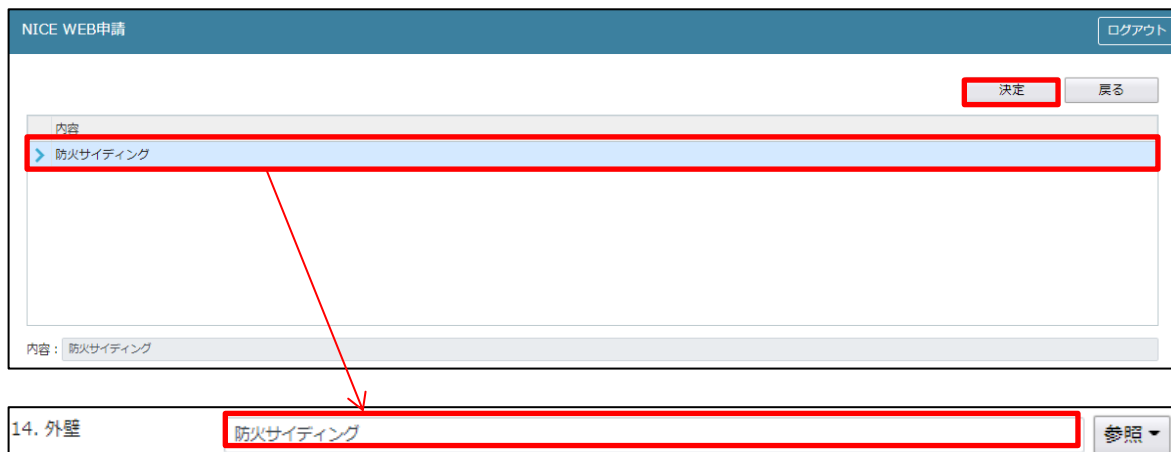 NICE WEB申請 ログアウト
決定 戻る
内容
防火サイディング
内容： 防火サイディング
14. 外壁 防火サイディング 参照